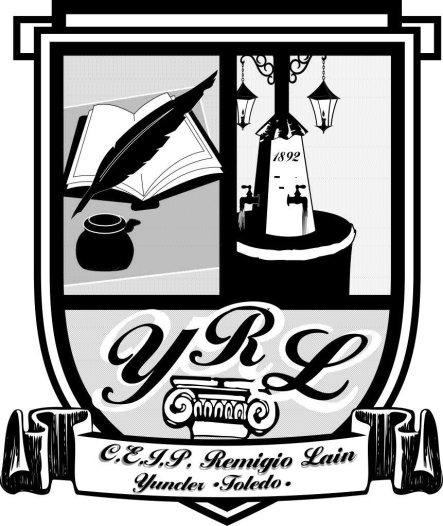 1892
YRL
C.E.I.P. Remigio Lain
Yuncler • Toledo •